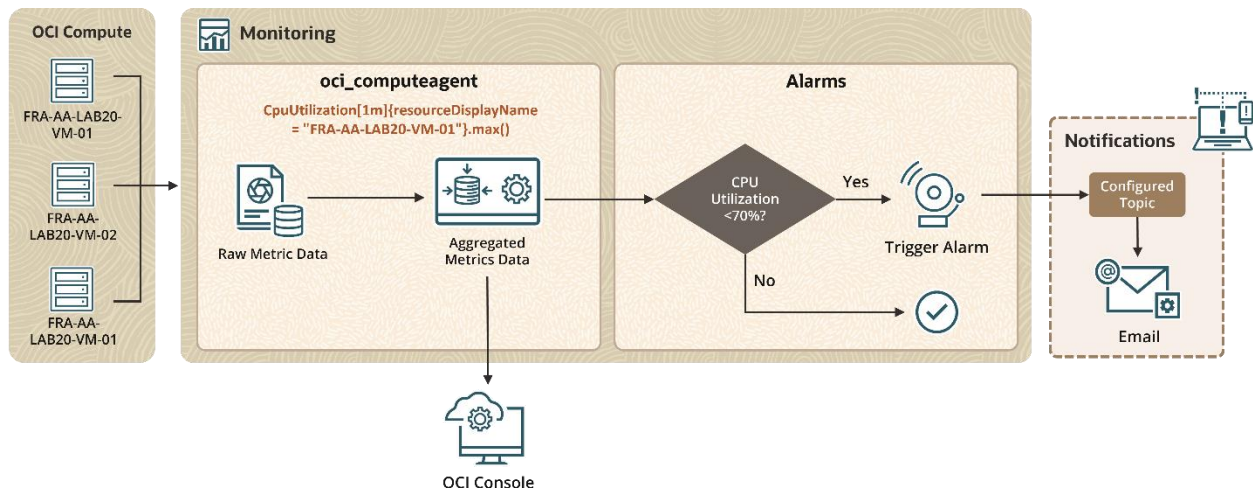 OCI Compute
FRA-AA-LAB20-
VM-01
FRA-AA-
LAB20-VM-02
FRA-AA-
LAB20-VM-01
Monitoring
oci_computeagent
CpuUtilization[1m]{resourceDisplayName
= "FRA-AA-LAB20-VM-01"}.max()
Raw Metric Data
Aggregated
Metrics Data
OCI Console
Alarms
CPU
Utilization
<70%?
Yes
No
Trigger Alarm
Notifications
Configured
Topic
@
Email